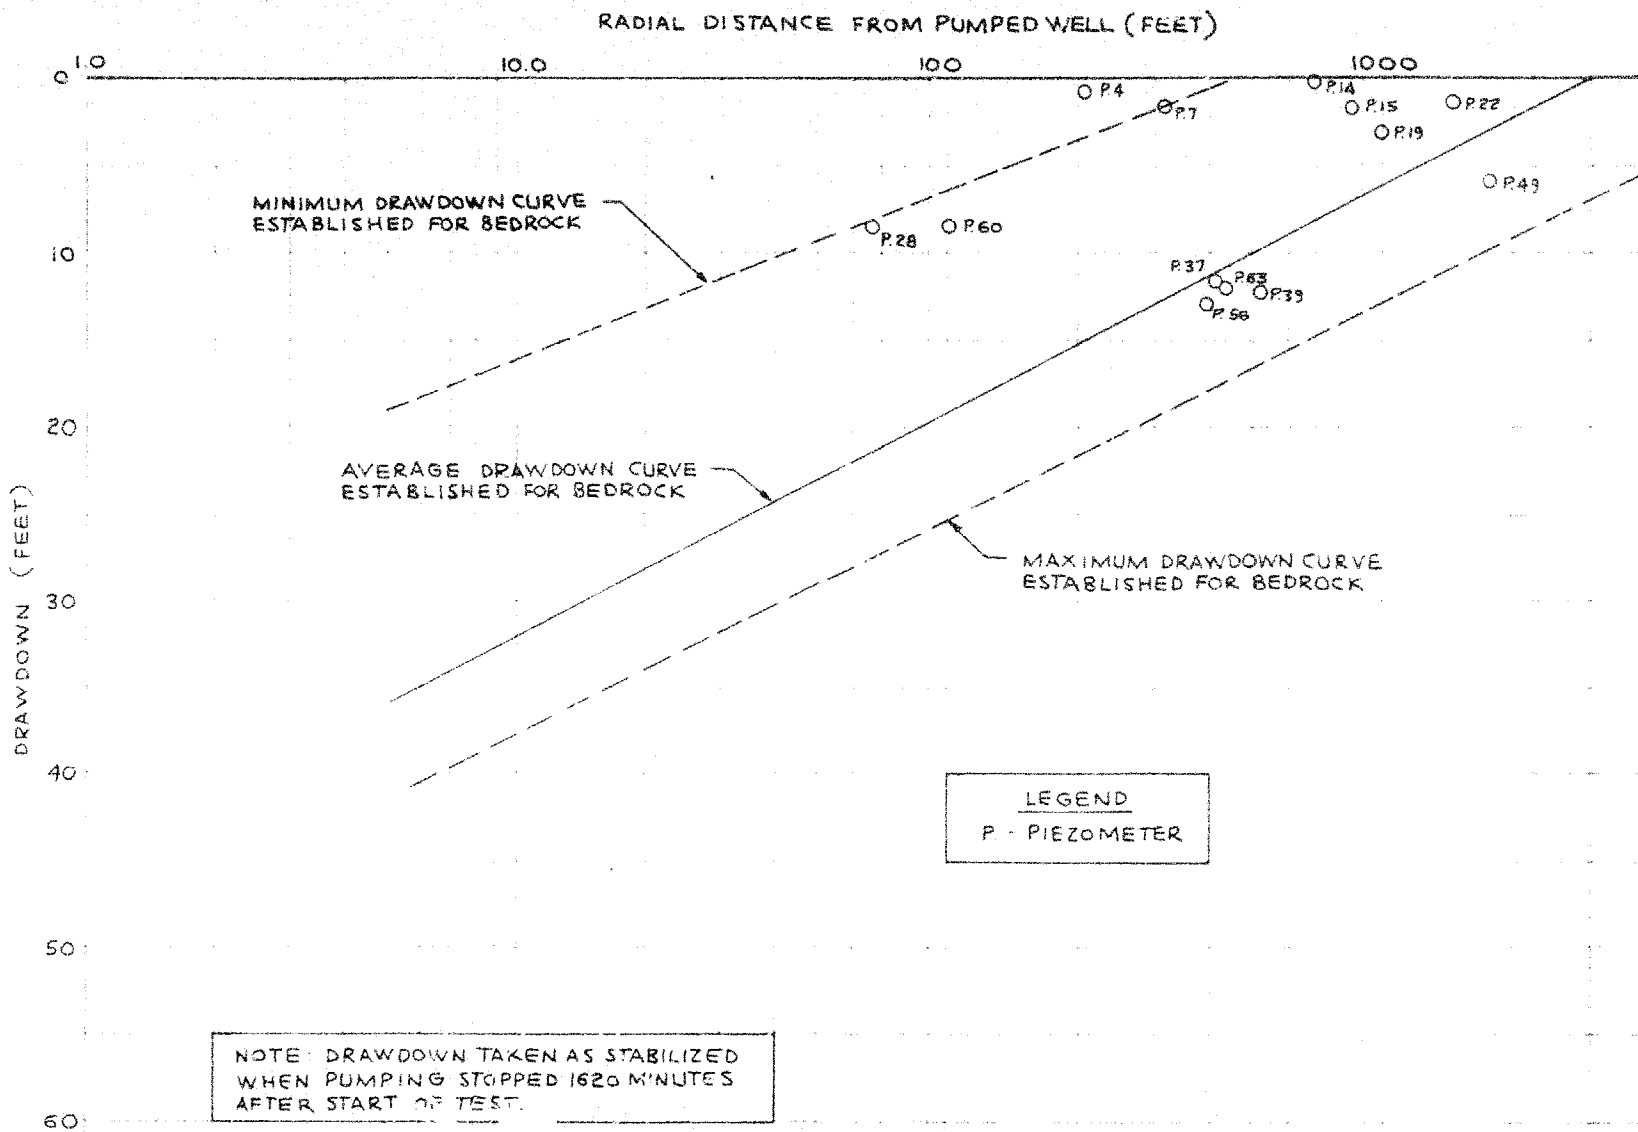 RADIAL DISTANCE FROM PUMPED WELL (FEET)
1.0 10.0 100 1000
0
P.4
P.7
P.14
P.15
P.22
P.19
P.49
MINIMUM DRAWDOWN CURVE
ESTABLISHED FOR BEDROCK
P.28
P.60
10
P.37
P.63
P.39
P.56
20
AVERAGE DRAWDOWN CURVE
ESTABLISHED FOR BEDROCK
DRAWDOWN (FEET)
MAXIMUM DRAWDOWN CURVE
ESTABLISHED FOR BEDROCK
30
40
LEGEND
P. - PIEZOMETER
50
NOTE: DRAWDOWN TAKEN AS STABILIZED
WHEN PUMPING STOPPED 1620 MINUTES
AFTER START OF TEST.
60